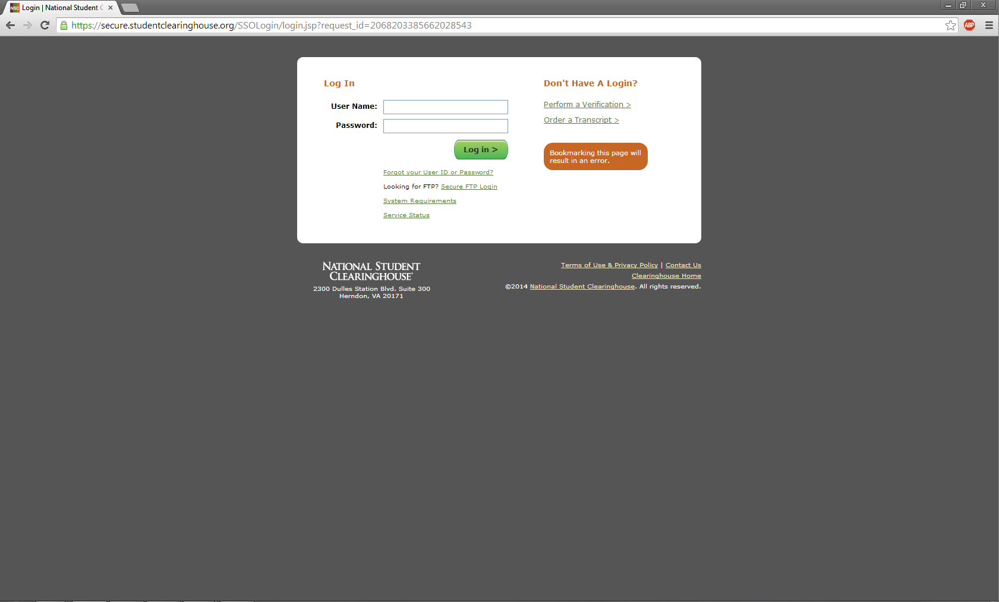 NSC Login | National Student C
https://secure.studentclearinghouse.org/SSOLogin/login.jsp?request_id=2068203385662028543
ABP
Log In
User Name:
Password:
Log in >
Forgot your User ID or Password?
Looking for FTP? Secure FTP Login
System Requirements
Service Status
Don't Have A Login?
Perform a Verification >
Order a Transcript >
Bookmarking this page will
result in an error.
NATIONAL STUDENT
CLEARINGHOUSE®
2300 Dulles Station Blvd. Suite 300
Herndon, VA 20171
Terms of Use & Privacy Policy | Contact Us
Clearinghouse Home
©2014 National Student Clearinghouse. All rights reserved.